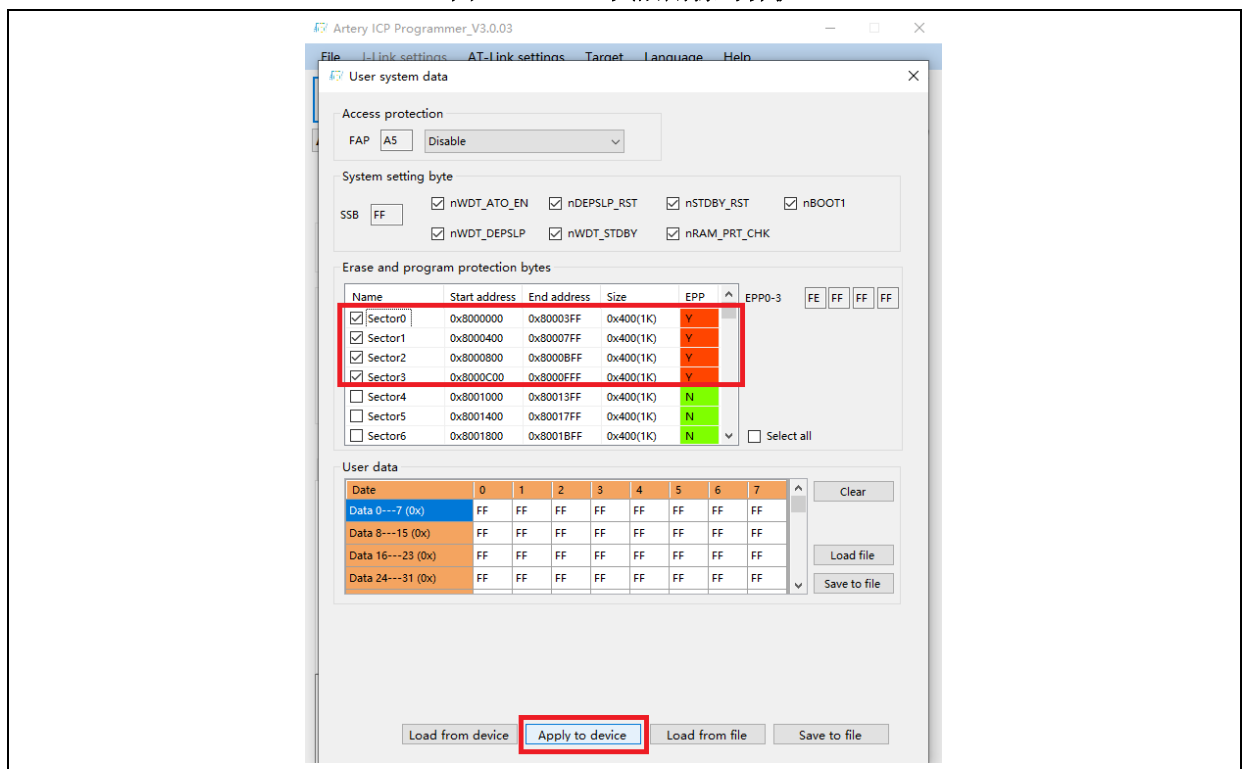 Artery ICP Programmer_V3.0.03
File J-Link settings AT-Link settings Target Language Help
User system data
Access protection
FAP A5 Disable
System setting byte
SSB FF
nWDT_ATO_EN nDEPSLP_RST nSTDBY_RST nBOOT1
nWDT_DEPSLP nWDT_STDBY nRAM_PRT_CHK
Erase and program protection bytes
Name Start address End address Size EPP EPP0-3 FE FF FF FF
Sector0 0x8000000 0x80003FF 0x400(1K) Y
Sector1 0x8000400 0x80007FF 0x400(1K) Y
Sector2 0x8000800 0x8000BFF 0x400(1K) Y
Sector3 0x8000C00 0x8000FFF 0x400(1K) Y
Sector4 0x8001000 0x80013FF 0x400(1K) N
Sector5 0x8001400 0x80017FF 0x400(1K) N
Sector6 0x8001800 0x8001BFF 0x400(1K) N Select all
User data
Date 0 1 2 3 4 5 6 7 Clear
Data 0---7 (0x) FF FF FF FF FF FF FF FF
Data 8---15 (0x) FF FF FF FF FF FF FF FF
Data 16---23 (0x) FF FF FF FF FF FF FF FF Load file
Data 24---31 (0x) FF FF FF FF FF FF FF FF Save to file
Load from device Apply to device Load from file Save to file